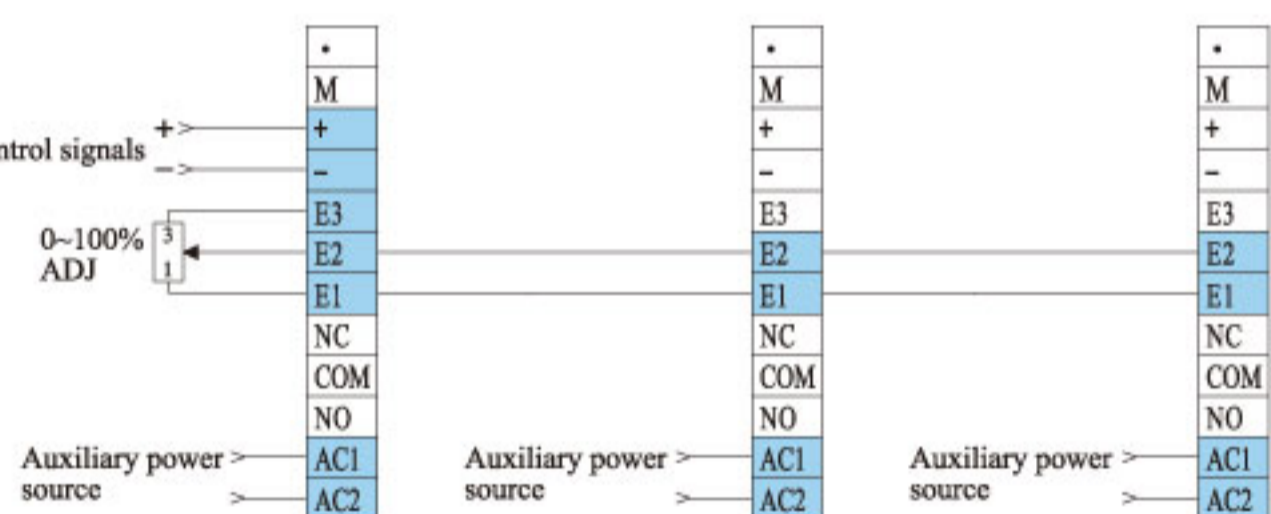 •
M
+
ntrol signals + +
− −
0~100% ADJ
3
1
E3
E2
E1
NC
COM
NO
Auxiliary power source
AC1
AC2
•
M
+
−
E3
E2
E1
NC
COM
NO
Auxiliary power source
AC1
AC2
•
M
+
−
E3
E2
E1
NC
COM
NO
Auxiliary power source
AC1
AC2